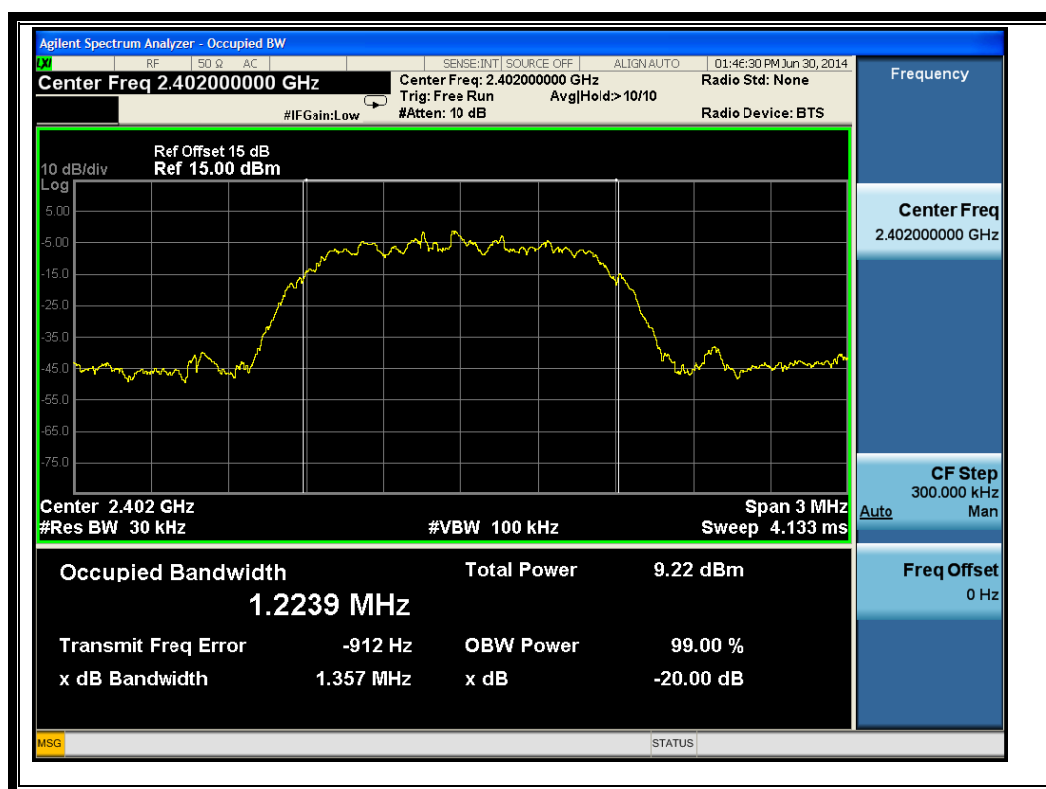 Agilent Spectrum Analyzer - Occupied BW
LXI RF 50 Ω AC SENSE:INT SOURCE OFF ALIGNAUTO 01:46:30 PM Jun 30, 2014
Center Freq 2.402000000 GHz
Center Freq: 2.402000000 GHz
Radio Std: None
Trig: Free Run Avg|Hold:> 10/10
#IFGain:Low
#Atten: 10 dB
Radio Device: BTS
Ref Offset 15 dB
10 dB/div Ref 15.00 dBm
Log
5.00
-5.00
-15.0
-25.0
-35.0
-45.0
-55.0
-65.0
-75.0
Center 2.402 GHz Span 3 MHz
#Res BW 30 kHz #VBW 100 kHz Sweep 4.133 ms
Occupied Bandwidth Total Power 9.22 dBm
1.2239 MHz
Transmit Freq Error -912 Hz OBW Power 99.00 %
x dB Bandwidth 1.357 MHz x dB -20.00 dB
Frequency
Center Freq
2.402000000 GHz
CF Step
300.000 kHz
Auto Man
Freq Offset
0 Hz
MSG STATUS